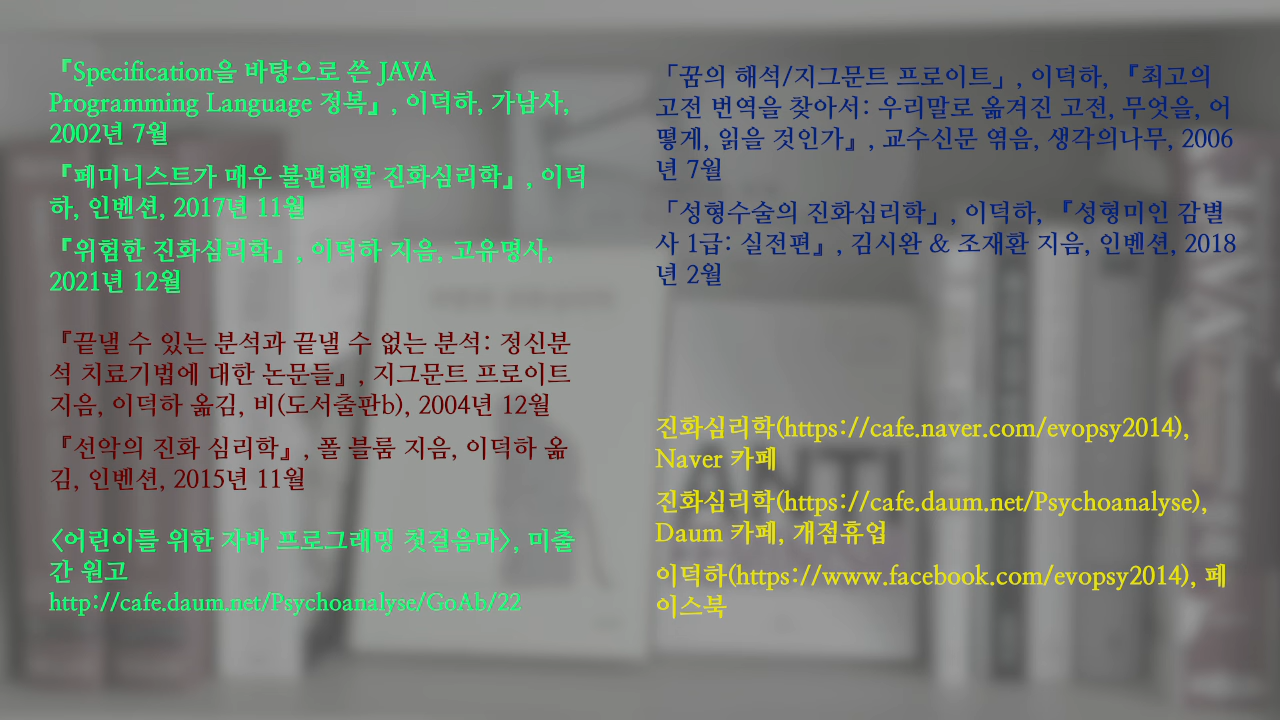 『Specification을 바탕으로 쓴 JAVA
Programming Language 정복』, 이덕하, 가남사,
2002년 7월
『페미니스트가 매우 불편해할 진화심리학』, 이덕
하, 인벤션, 2017년 11월
『위험한 진화심리학』, 이덕하 지음, 고유명사,
2021년 12월
『끝낼 수 있는 분석과 끝낼 수 없는 분석: 정신분
석 치료기법에 대한 논문들』, 지그문트 프로이트
지음, 이덕하 옮김, 비(도서출판b), 2004년 12월
『선악의 진화 심리학』, 폴 블룸 지음, 이덕하 옮
김, 인벤션, 2015년 11월
〈어린이를 위한 자바 프로그래밍 첫걸음마〉, 미출
간 원고
http://cafe.daum.net/Psychoanalyse/GoAb/22
「꿈의 해석/지그문트 프로이트」, 이덕하, 『최고의
고전 번역을 찾아서: 우리말로 옮겨진 고전, 무엇을, 어
떻게, 읽을 것인가』, 교수신문 엮음, 생각의나무, 2006
년 7월
「성형수술의 진화심리학」, 이덕하, 『성형미인 감별
사 1급: 실전편』, 김시완 & 조재환 지음, 인벤션, 2018
년 2월
진화심리학(https://cafe.naver.com/evopsy2014),
Naver 카페
진화심리학(https://cafe.daum.net/Psychoanalyse),
Daum 카페, 개점휴업
이덕하(https://www.facebook.com/evopsy2014), 페
이스북